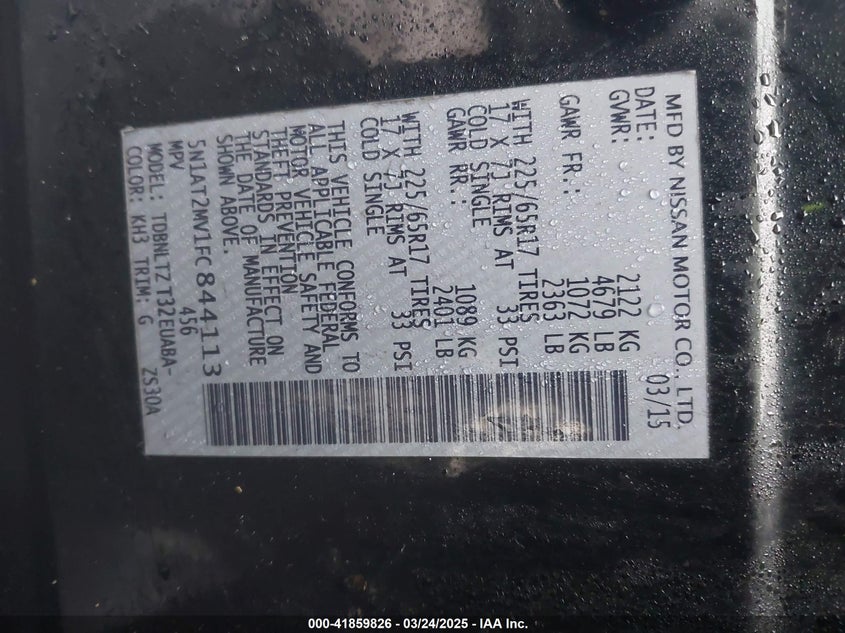 MFD BY NISSAN MOTOR CO., LTD.
DATE: 03/15
GVWR: 2122 KG
4679 LB
GAWR FR.: 1072 KG
2363 LB
WITH 225/65R17 TIRES
17 X 7J RIMS AT 33 PSI
COLD SINGLE
GAWR RR.: 1089 KG
2401 LB
WITH 225/65R17 TIRES
17 X 7J RIMS AT 33 PSI
COLD SINGLE
THIS VEHICLE CONFORMS TO
ALL APPLICABLE FEDERAL
MOTOR VEHICLE SAFETY AND
THEFT PREVENTION
STANDARDS IN EFFECT ON
THE DATE OF MANUFACTURE
SHOWN ABOVE.
5N1AT2MV1FC844113
MPV 456
MODEL: TDBNLTZ T32EUABA-
COLOR: KH3 TRIM: G ZS30A
000-41859826 - 03/24/2025 - IAA Inc.